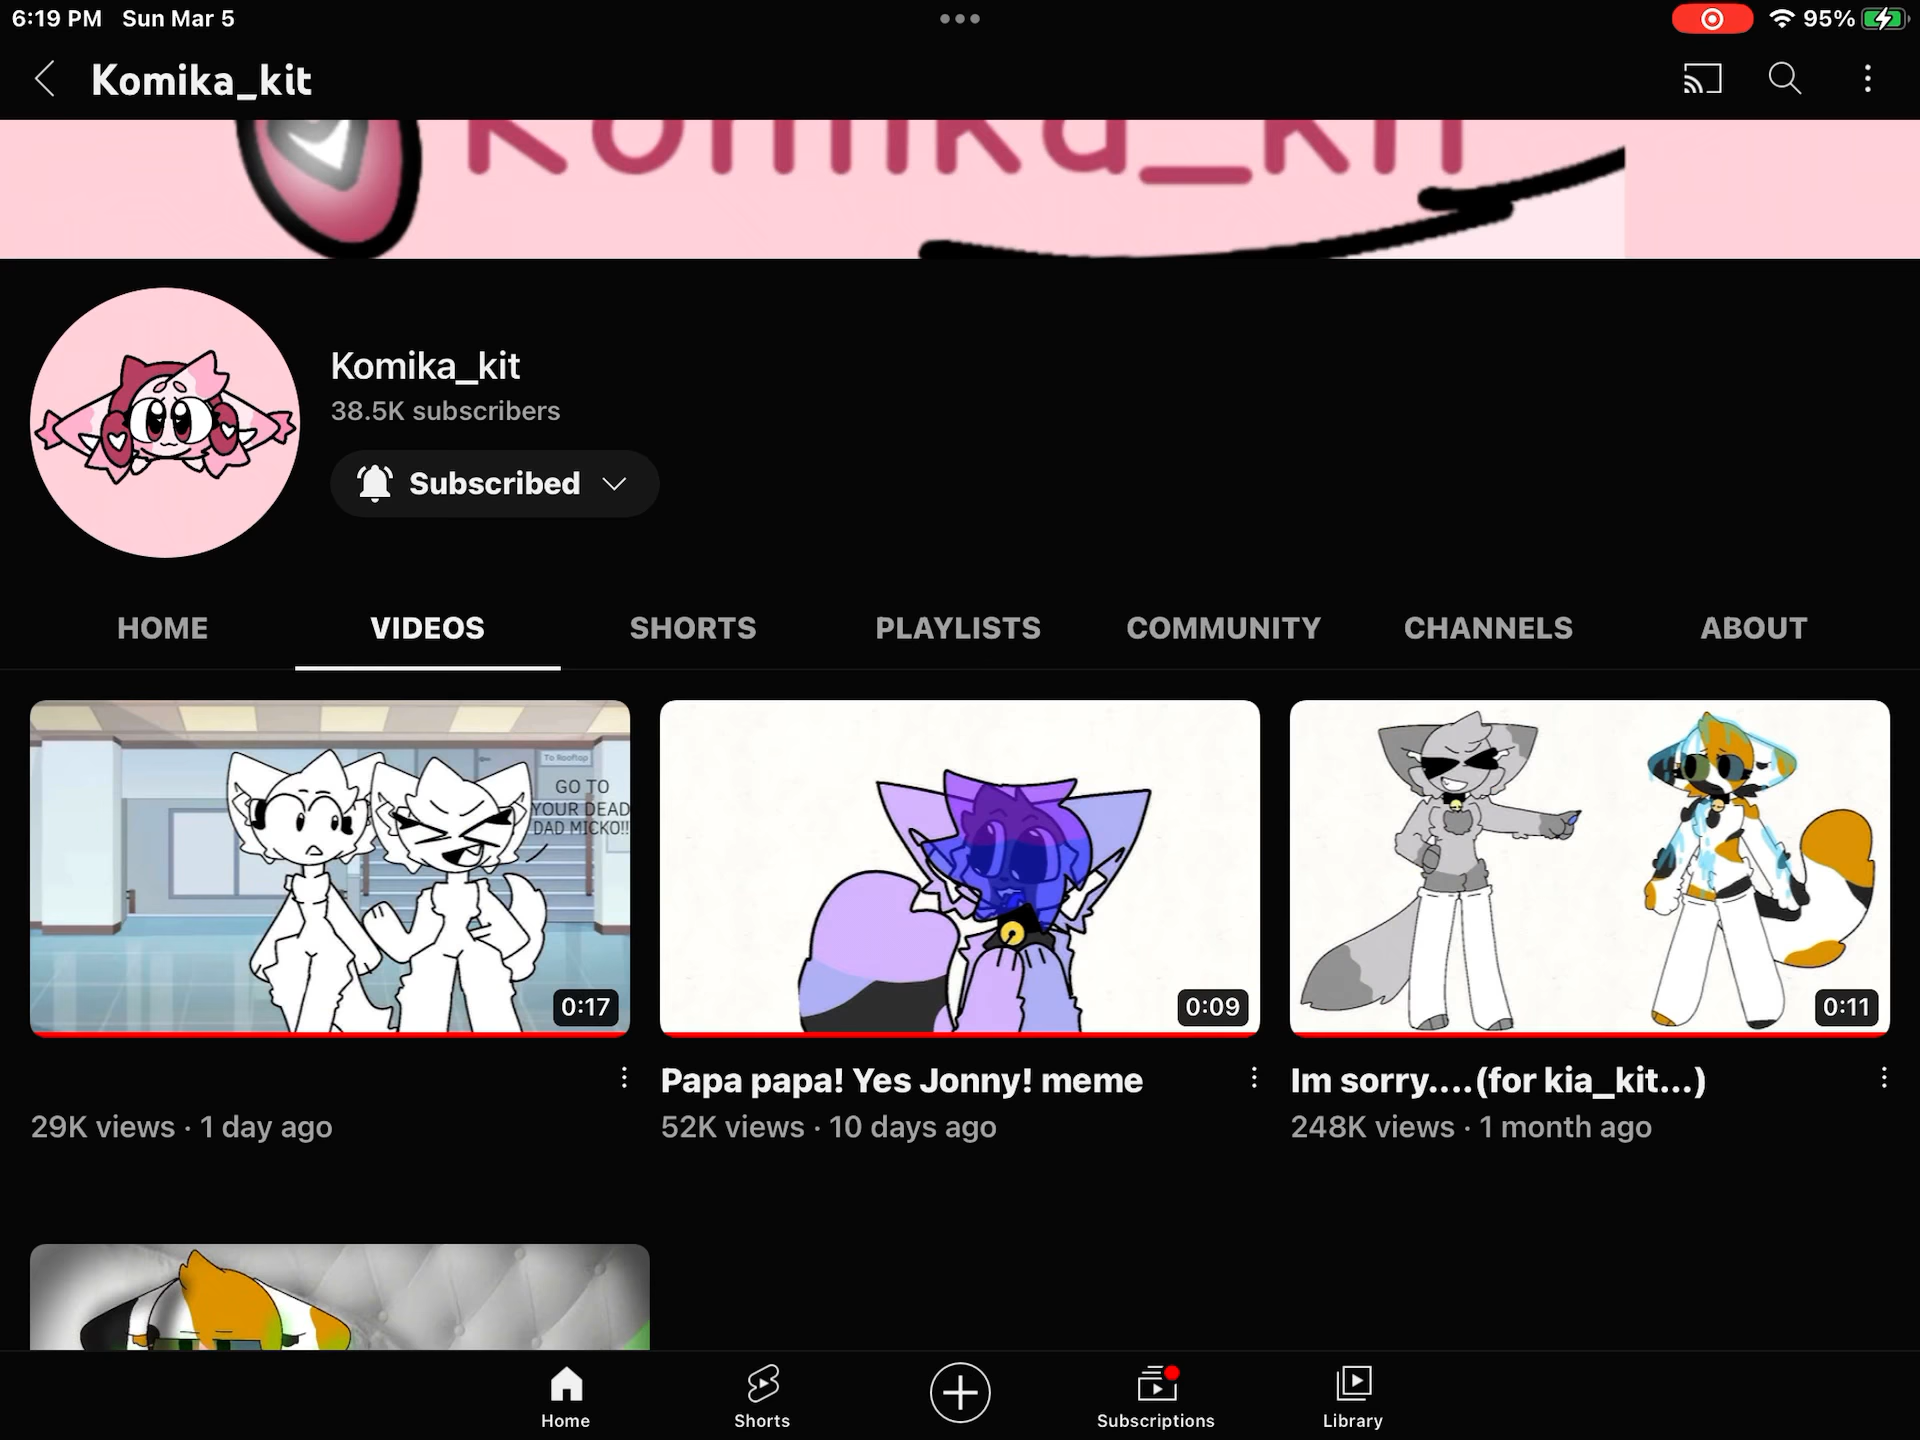 6:19 PM Sun Mar 5
95%
Komika_kit
Komika_kit
Komika_kit
38.5K subscribers
Subscribed
HOME VIDEOS SHORTS PLAYLISTS COMMUNITY CHANNELS ABOUT
To Rooftop
GO TO
YOUR DEAD
DAD MICKO!!
0:17
0:09
0:11
29K views · 1 day ago
Papa papa! Yes Jonny! meme
52K views · 10 days ago
Im sorry....(for kia_kit...)
248K views · 1 month ago
Home Shorts Subscriptions Library